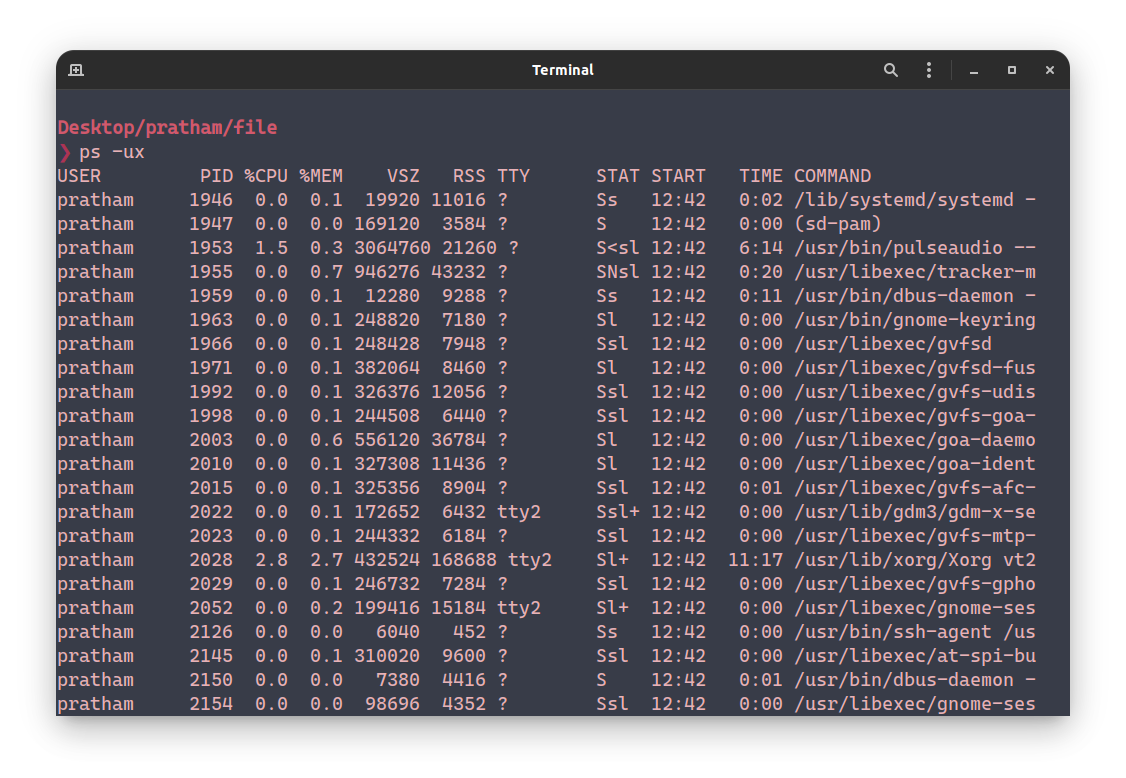 Terminal
Desktop/pratham/file
❯ ps -ux
USER         PID %CPU %MEM    VSZ   RSS TTY      STAT START   TIME COMMAND
pratham     1946  0.0  0.1  19920 11016 ?        Ss   12:42   0:02 /lib/systemd/systemd -
pratham     1947  0.0  0.0 169120  3584 ?        S    12:42   0:00 (sd-pam)
pratham     1953  1.5  0.3 3064760 21260 ?       S<sl 12:42   6:14 /usr/bin/pulseaudio --
pratham     1955  0.0  0.7 946276 43232 ?        SNsl 12:42   0:20 /usr/libexec/tracker-m
pratham     1959  0.0  0.1  12280  9288 ?        Ss   12:42   0:11 /usr/bin/dbus-daemon -
pratham     1963  0.0  0.1 248820  7180 ?        Sl   12:42   0:00 /usr/bin/gnome-keyring
pratham     1966  0.0  0.1 248428  7948 ?        Ssl  12:42   0:00 /usr/libexec/gvfsd
pratham     1971  0.0  0.1 382064  8460 ?        Sl   12:42   0:00 /usr/libexec/gvfsd-fus
pratham     1992  0.0  0.1 326376 12056 ?        Ssl  12:42   0:00 /usr/libexec/gvfs-udis
pratham     1998  0.0  0.1 244508  6440 ?        Ssl  12:42   0:00 /usr/libexec/gvfs-goa-
pratham     2003  0.0  0.6 556120 36784 ?        Sl   12:42   0:00 /usr/libexec/goa-daemo
pratham     2010  0.0  0.1 327308 11436 ?        Sl   12:42   0:00 /usr/libexec/goa-ident
pratham     2015  0.0  0.1 325356  8904 ?        Ssl  12:42   0:01 /usr/libexec/gvfs-afc-
pratham     2022  0.0  0.1 172652  6432 tty2     Ssl+ 12:42   0:00 /usr/lib/gdm3/gdm-x-se
pratham     2023  0.0  0.1 244332  6184 ?        Ssl  12:42   0:00 /usr/libexec/gvfs-mtp-
pratham     2028  2.8  2.7 432524 168688 tty2    Sl+  12:42  11:17 /usr/lib/xorg/Xorg vt2
pratham     2029  0.0  0.1 246732  7284 ?        Ssl  12:42   0:00 /usr/libexec/gvfs-gpho
pratham     2052  0.0  0.2 199416 15184 tty2     Sl+  12:42   0:00 /usr/libexec/gnome-ses
pratham     2126  0.0  0.0   6040   452 ?        Ss   12:42   0:00 /usr/bin/ssh-agent /us
pratham     2145  0.0  0.1 310020  9600 ?        Ssl  12:42   0:00 /usr/libexec/at-spi-bu
pratham     2150  0.0  0.0   7380  4416 ?        S    12:42   0:01 /usr/bin/dbus-daemon -
pratham     2154  0.0  0.0  98696  4352 ?        Ssl  12:42   0:00 /usr/libexec/gnome-ses